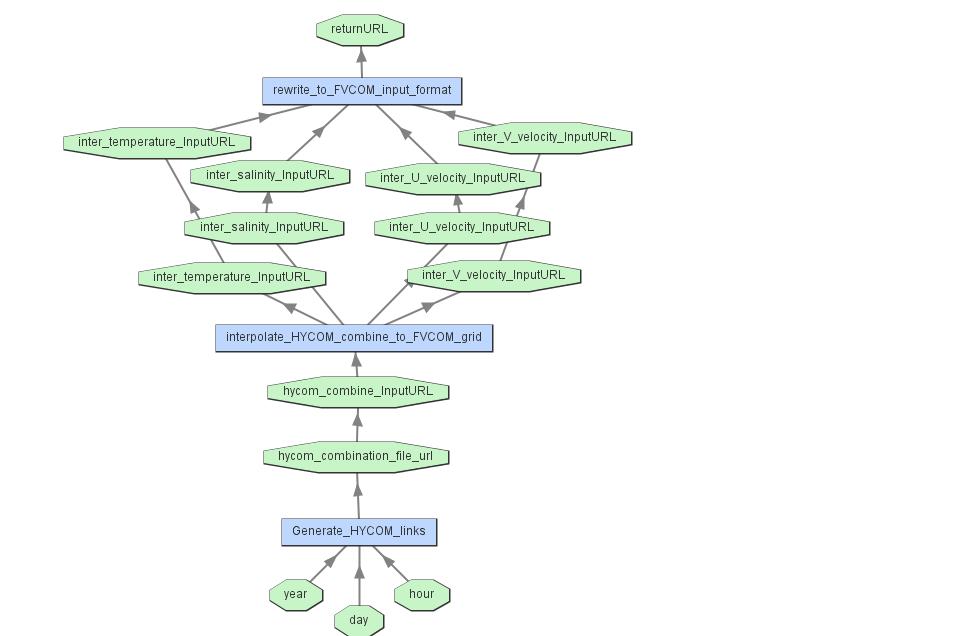 returnURL
rewrite_to_FVCOM_input_format
inter_temperature_InputURL
inter_V_velocity_InputURL
inter_salinity_InputURL
inter_U_velocity_InputURL
inter_salinity_InputURL
inter_U_velocity_InputURL
inter_temperature_InputURL
inter_V_velocity_InputURL
interpolate_HYCOM_combine_to_FVCOM_grid
hycom_combine_InputURL
hycom_combination_file_url
Generate_HYCOM_links
year
hour
day